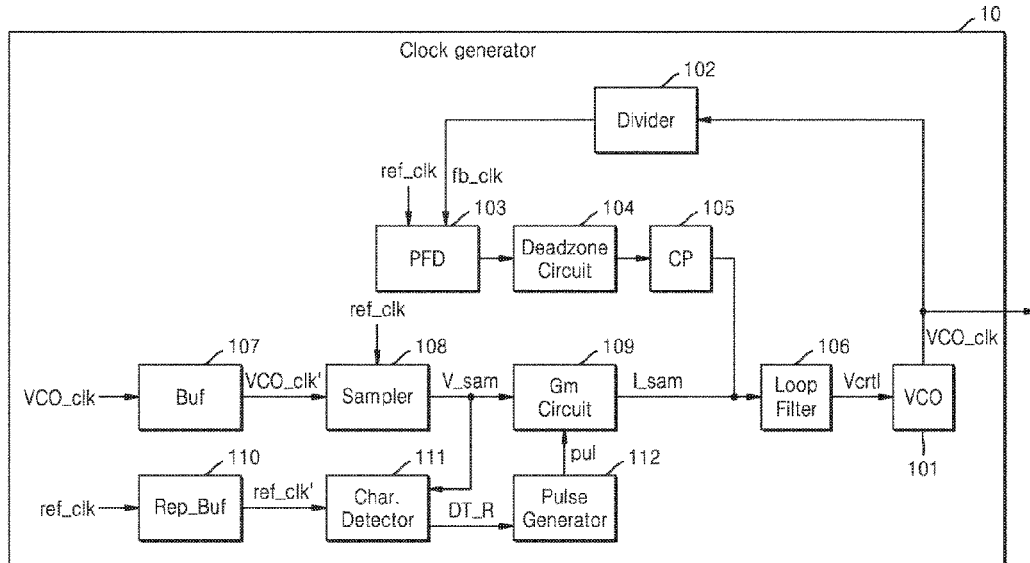 10
Clock generator
102
Divider
ref_clk
fb_clk
103
104
105
PFD
Deadzone
Circuit
CP
ref_clk
VCO_clk
107
108
109
106
VCO_clk
Buf
VCO_clk'
Sampler
V_sam
Gm
Circuit
I_sam
Loop
Filter
Vcrtl
VCO
101
110
111
pul
112
ref_clk
Rep_Buf
ref_clk'
Char.
Detector
DT_R
Pulse
Generator